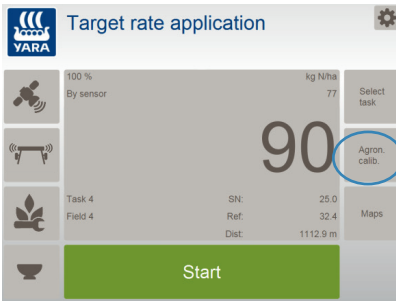 YARA
Target rate application
100 %
kg N/ha
By sensor
77
Select
task
90
Agron.
calib.
Task 4
SN:
25.0
Field 4
Ref:
32.4
Maps
Dist:
1112.9 m
Start